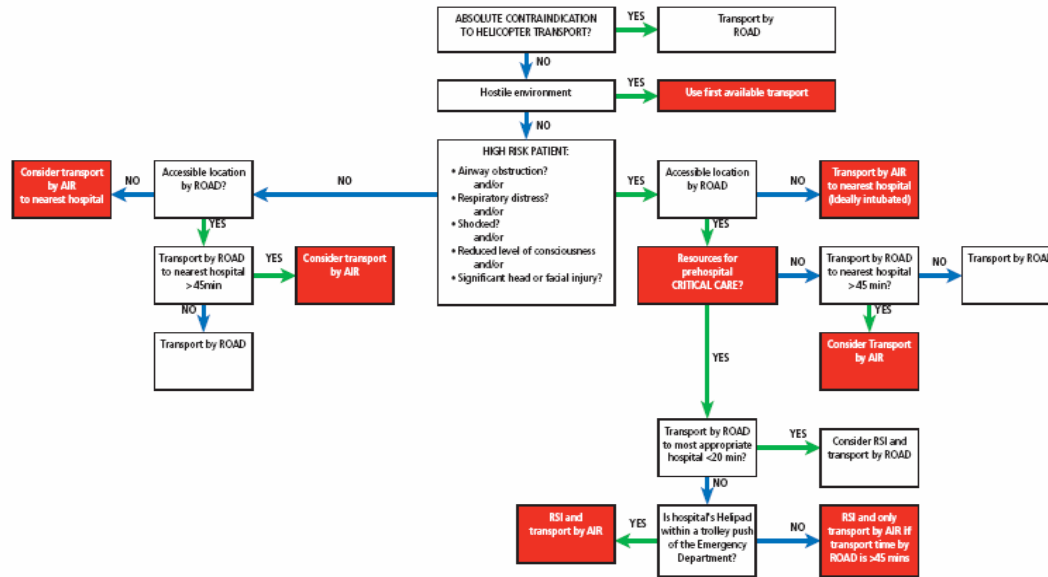 ABSOLUTE CONTRAINDICATION
TO HELICOPTER TRANSPORT?
YES
Transport by
ROAD
NO
Hostile environment
YES
Use first available transport
NO
HIGH RISK PATIENT:
• Airway obstruction?
and/or
• Respiratory distress?
and/or
• Shocked?
and/or
• Reduced level of consciousness
and/or
• Significant head or facial injury?
NO
Accessible location
by ROAD?
NO
Consider transport
by AIR
to nearest hospital
YES
Transport by ROAD
to nearest hospital
>45min
YES
Consider transport
by AIR
NO
Transport by ROAD
YES
Accessible location
by ROAD
NO
Transport by AIR
to nearest hospital
(Ideally intubated)
YES
Resources for
prehospital
CRITICAL CARE?
NO
Transport by ROAD
to nearest hospital
>45 min?
NO
Transport by ROAD
YES
Consider Transport
by AIR
YES
Transport by ROAD
to most appropriate
hospital <20 min?
YES
Consider RSI and
transport by ROAD
NO
Is hospital's Helipad
within a trolley push
of the Emergency
Department?
YES
RSI and
transport by AIR
NO
RSI and only
transport by AIR if
transport time by
ROAD is >45 mins